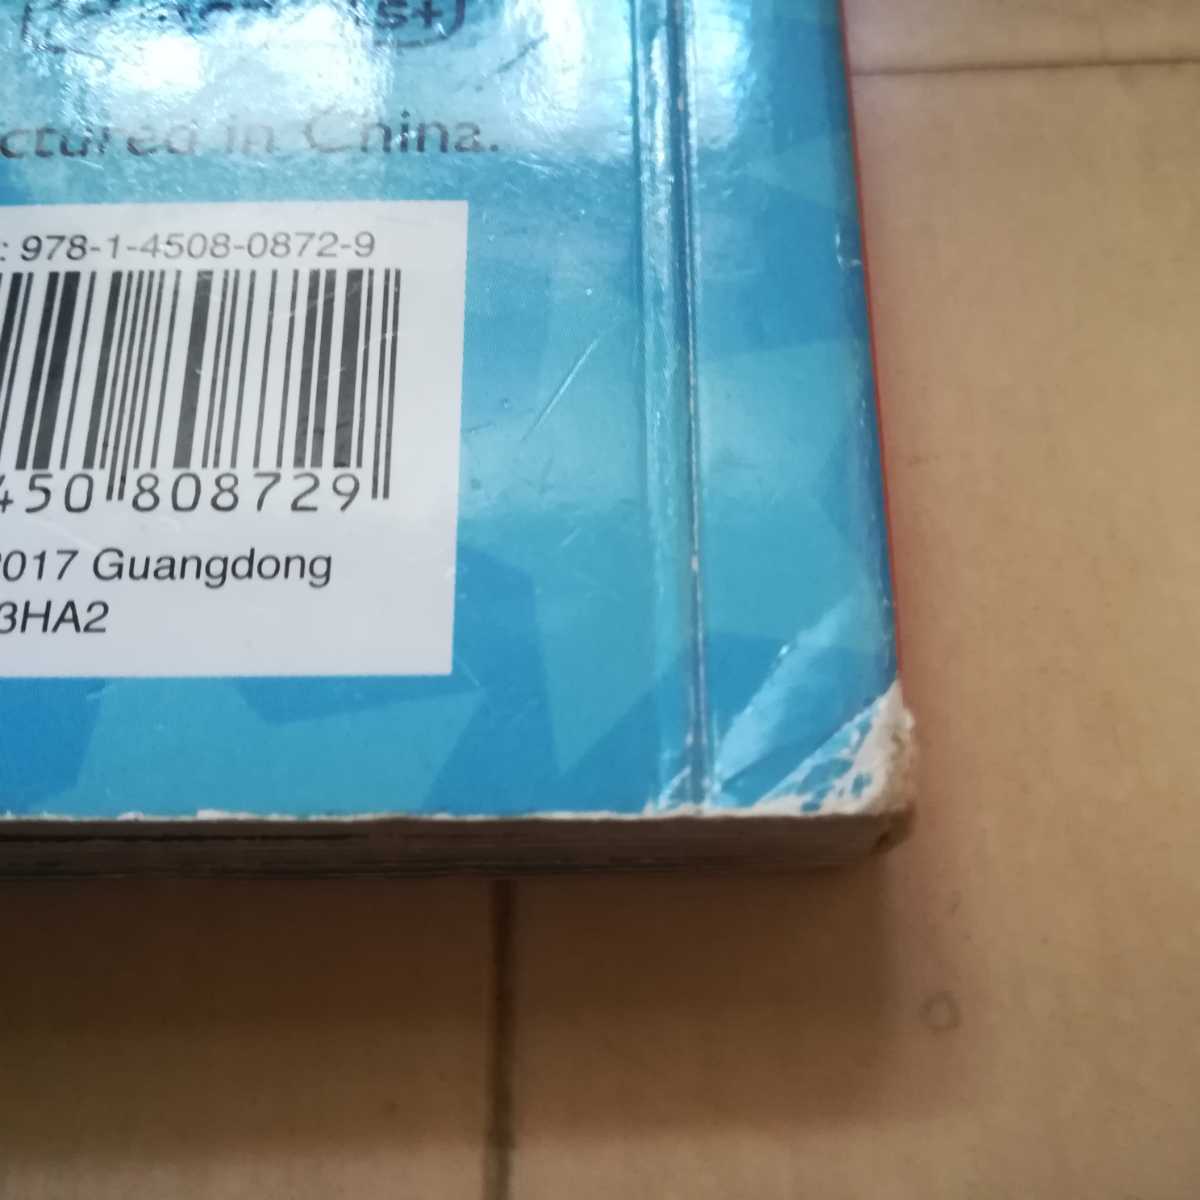 s+)
ctured in China.
: 978-1-4508-0872-9
450 808729
2017 Guangdong
3HA2